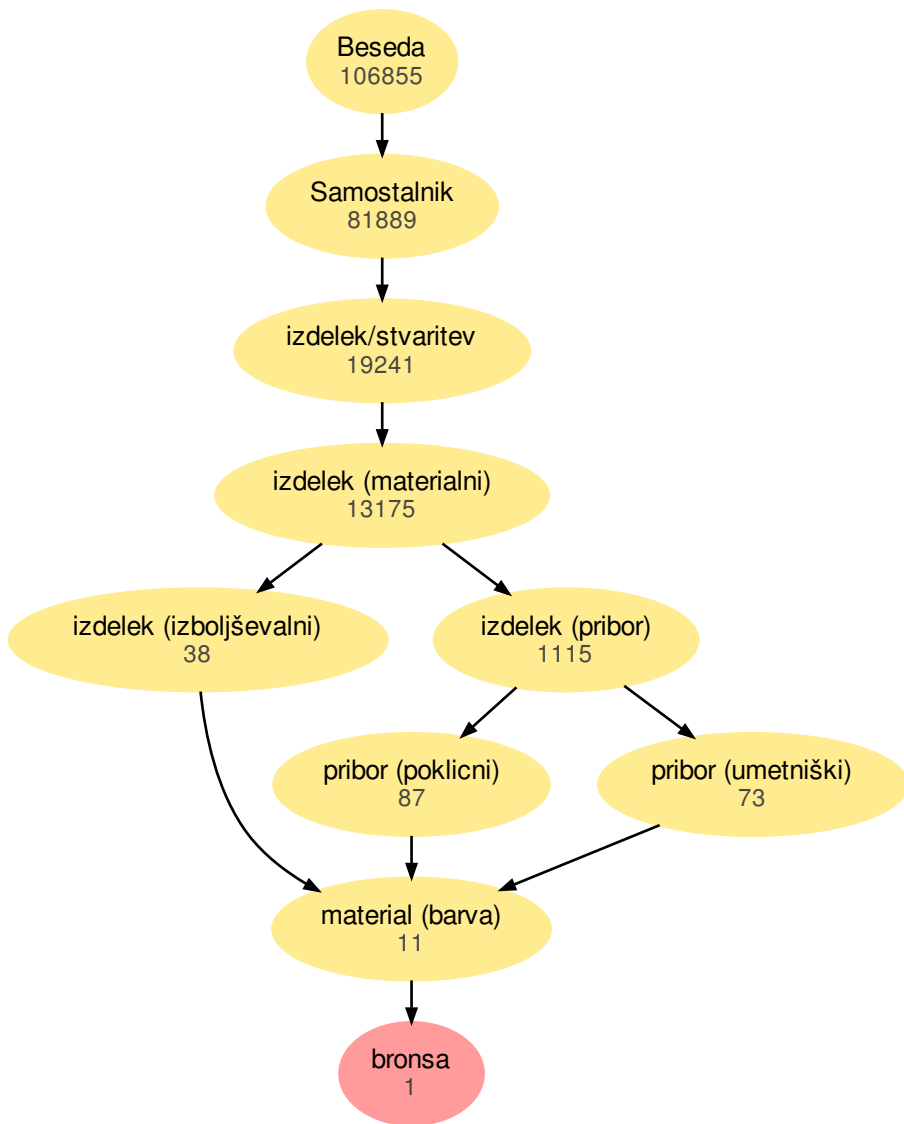 Beseda
106855
Samostalnik
81889
izdelek/stvaritev
19241
izdelek (materialni)
13175
izdelek (izboljševalni)
38
izdelek (pribor)
1115
pribor (poklicni)
87
pribor (umetniški)
73
material (barva)
11
bronsa
1